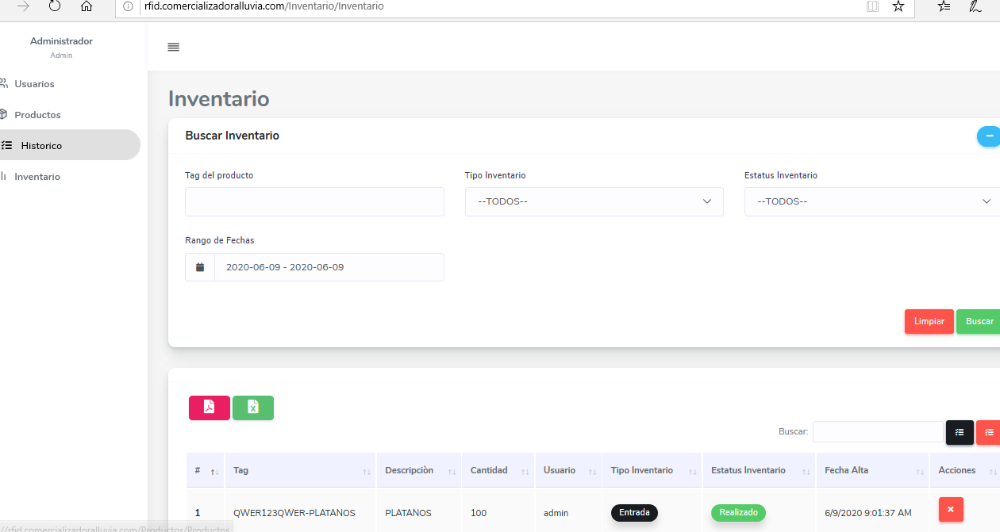 rfid.comercializadoralluvia.com/Inventario/Inventario
Administrador
Admin
Usuarios
Productos
Historico
Inventario
Inventario
Buscar Inventario
Tag del producto
Tipo Inventario
Estatus Inventario
--TODOS--
--TODOS--
Rango de Fechas
2020-06-09 - 2020-06-09
Limpiar
Buscar
Buscar:
# Tag Descripciòn Cantidad Usuario Tipo Inventario Estatus Inventario Fecha Alta Acciones
1 QWER123QWER-PLATANOS PLATANOS 100 admin Entrada Realizado 6/9/2020 9:01:37 AM
//rfid.comercializadoralluvia.com/Productos/Productos